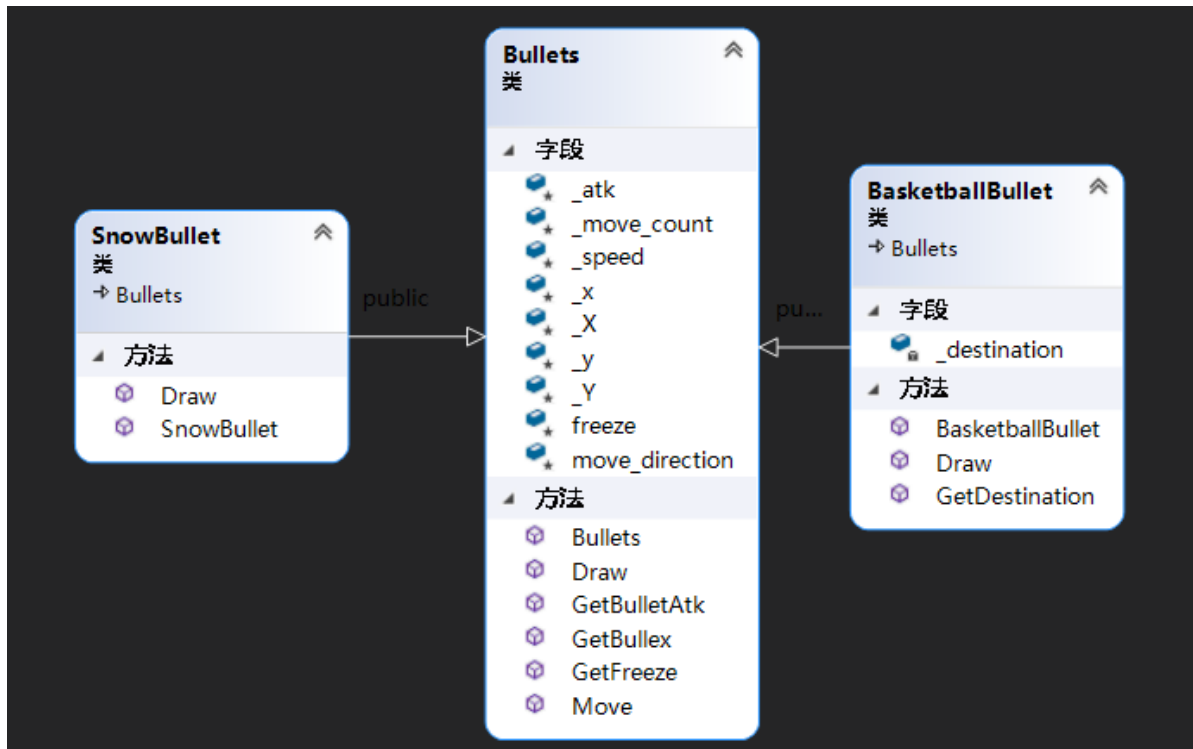 SnowBullet
类
Bullets
方法
Draw
SnowBullet
public
Bullets
类
字段
_atk
_move_count
_speed
_x
_X
_y
_Y
freeze
move_direction
方法
Bullets
Draw
GetBulletAtk
GetBullex
GetFreeze
Move
pu...
BasketballBullet
类
Bullets
字段
_destination
方法
BasketballBullet
Draw
GetDestination